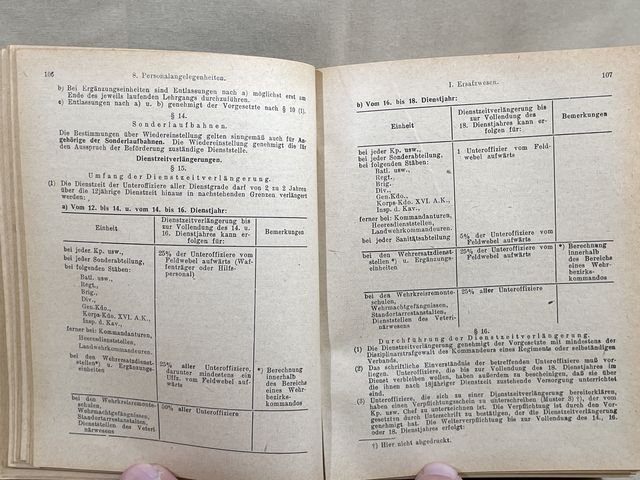 106
8. Personalangelegenheiten.
b) Bei Ergänzungseinheiten sind Entlassungen nach a) möglichst erst am
Ende des jeweils laufenden Lehrgangs durchzuführen.
c) Entlassungen nach a) u. b) genehmigt der Vorgesetzte nach § 10 (1).
§ 14.
Sonderlaufbahnen.
Die Bestimmungen über Wiedereinstellung gelten sinngemäß auch für An-
gehörige der Sonderlaufbahnen. Die Wiedereinstellung genehmigt die für
den Ausspruch der Beförderung zuständige Dienststelle.
Dienstzeitverlängerungen.
§ 15.
Umfang der Dienstzeitverlängerung.
(1) Die Dienstzeit der Unteroffiziere aller Dienstgrade darf von 2 zu 2 Jahren
über die 12jährige Dienstzeit hinaus in nachstehenden Grenzen verlängert
werden:
a) Vom 12. bis 14. u. vom 14. bis 16. Dienstjahr:
Einheit
Dienstzeitverlängerung bis
zur Vollendung des 14. u.
16. Dienstjahres kann er-
folgen für:
Bemerkungen
bei jeder Kp. usw.,
bei jeder Sonderabteilung,
bei folgenden Stäben:
Batl. usw.,
Regt.,
Brig.,
Div.,
Gen.Kdo.,
Korps-Kdo. XVI. A.K.,
Insp. d. Kav.,
ferner bei: Kommandanturen,
Heeresdienststellen,
Landwehrkommandeuren
25% der Unteroffiziere vom
Feldwebel aufwärts (Waf-
fenträger oder Hilfs-
personal)
bei den Wehrersatzdienst-
stellen*) u. Ergänzungs-
einheiten
25% aller Unteroffiziere,
darunter mindestens ein
Uffz. vom Feldwebel auf-
wärts
*) Berechnung
innerhalb
des Bereichs
eines Wehr-
bezirks-
kommandos
bei den Wehrkreisremonte-
schulen,
Wehrmachtgefängnissen,
Standortarrestanstalten,
Dienststellen des Veteri-
närwesens
50% aller Unteroffiziere
I. Ersatzwesen.
107
b) Vom 16. bis 18. Dienstjahr:
Einheit
Dienstzeitverlängerung bis
zur Vollendung des
18. Dienstjahres kann er-
folgen für:
Bemerkungen
bei jeder Kp. usw.,
bei jeder Sonderabteilung,
bei folgenden Stäben:
Batl. usw.,
Regt.,
Brig.,
Div.,
Gen.Kdo.,
Korps-Kdo. XVI. A.K.,
Insp. d. Kav.,
ferner bei: Kommandanturen,
Heeresdienststellen,
Landwehrkommandeuren.
1 Unteroffizier vom Feld-
webel aufwärts
bei jeder Sanitätsabteilung
5% der Unteroffiziere vom
Feldwebel aufwärts
bei den Wehrersatzdienst-
stellen*) u. Ergänzungs-
einheiten
25% der Unteroffiziere vom
Feldwebel aufwärts
*) Berechnung
innerhalb
des Bereichs
eines Wehr-
bezirks-
kommandos
bei den Wehrkreisremonte-
schulen,
Wehrmachtgefängnissen,
Standortarrestanstalten,
Dienststellen des Veteri-
närwesens
25% aller Unteroffiziere
§ 16.
Durchführung der Dienstzeitverlängerung.
(1) Die Dienstzeitverlängerung genehmigt der Vorgesetzte mit mindestens der
Disziplinarstrafgewalt des Kommandeurs eines Regiments oder selbständigen
Verbands.
(2) Das schriftliche Einverständnis der betreffenden Unteroffiziere muß vor-
liegen. Unteroffiziere, die bis zur Vollendung des 18. Dienstjahres im
Dienst verbleiben wollen, haben außerdem zu bescheinigen, daß sie über
die ihnen nach 18jähriger Dienstzeit zustehende Versorgung unterrichtet
sind.
(3) Unteroffiziere, die sich zu einer Dienstzeitverlängerung bereiterklären,
haben einen Verpflichtungsschein zu unterschreiben (Muster 3) †), der vom
Kp. usw. Chef zu unterzeichnen ist. Die Verpflichtung ist durch den Vor-
gesetzten durch Unterschrift zu bestätigen, der die Dienstzeitverlängerung
genehmigt hat. Die Weiterverpflichtung bis zur Vollendung des 14., 16.
oder 18. Dienstjahres erfolgt:
†) Hier nicht abgedruckt.